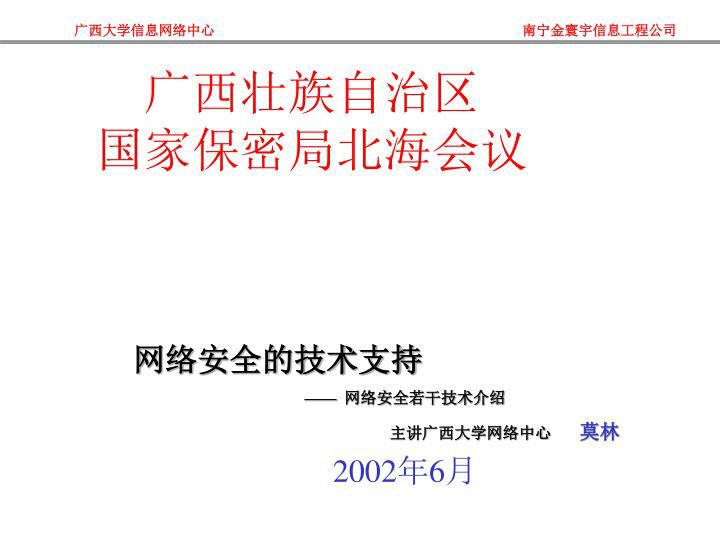 广西大学信息网络中心 南宁金寰宇信息工程公司
广西壮族自治区
国家保密局北海会议
网络安全的技术支持
—— 网络安全若干技术介绍
主讲广西大学网络中心 莫林
2002年6月